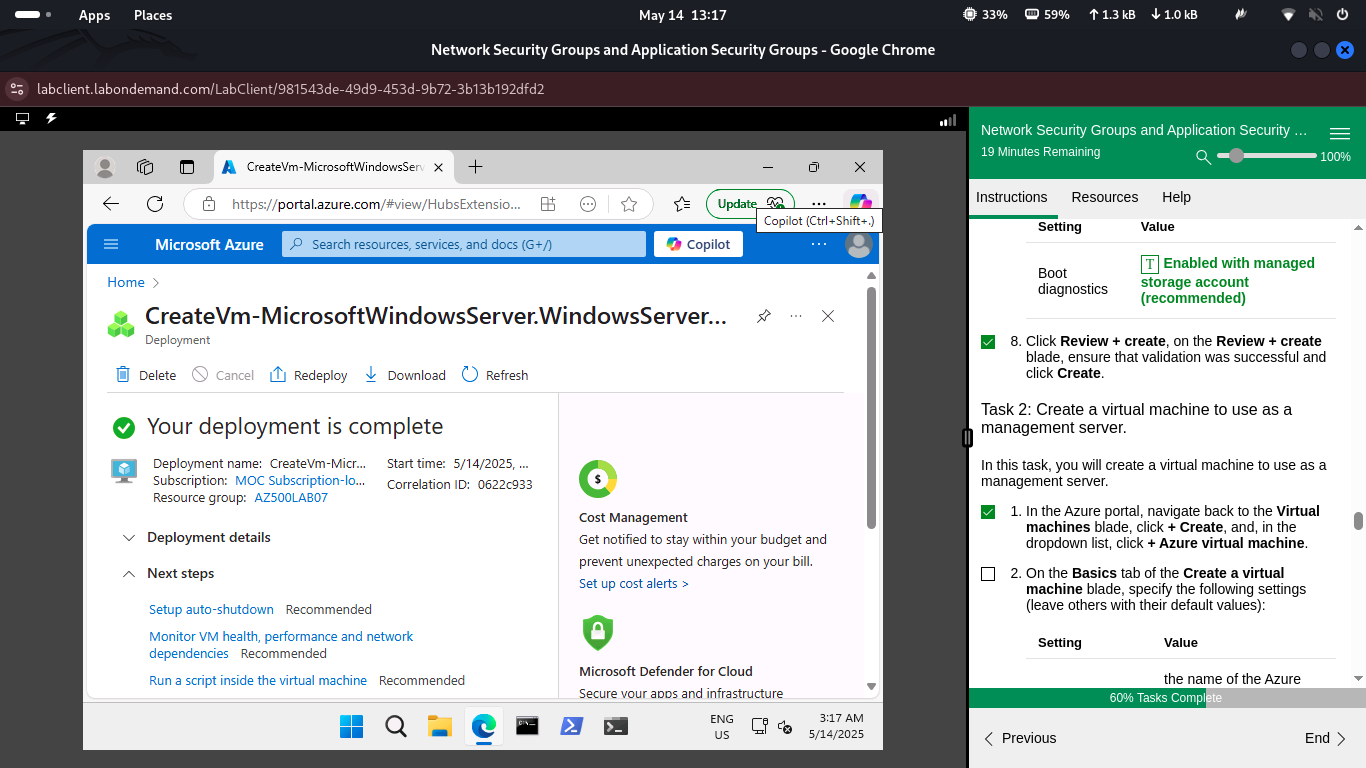 Apps Places May 14 13:17 33% 59% 1.3 kB 1.0 kB
Network Security Groups and Application Security Groups - Google Chrome
labclient.labondemand.com/LabClient/981543de-49d9-453d-9b72-3b13b192dfd2
CreateVm-MicrosoftWindowsServ
https://portal.azure.com/#view/HubsExtensio...
Update
Copilot (Ctrl+Shift+.)
Microsoft Azure
Search resources, services, and docs (G+/)
Copilot
Home
CreateVm-MicrosoftWindowsServer.WindowsServer...
Deployment
Delete Cancel Redeploy Download Refresh
Your deployment is complete
Deployment name: CreateVm-Micr...
Subscription: MOC Subscription-lo...
Resource group: AZ500LAB07
Start time: 5/14/2025, ...
Correlation ID: 0622c933
Deployment details
Next steps
Setup auto-shutdown Recommended
Monitor VM health, performance and network
dependencies Recommended
Run a script inside the virtual machine Recommended
Cost Management
Get notified to stay within your budget and
prevent unexpected charges on your bill.
Set up cost alerts >
Microsoft Defender for Cloud
Secure your apps and infrastructure
ENG
US
3:17 AM
5/14/2025
Network Security Groups and Application Security ...
19 Minutes Remaining
100%
Instructions Resources Help
Setting Value
Boot
diagnostics
T Enabled with managed
storage account
(recommended)
8. Click Review + create, on the Review + create
blade, ensure that validation was successful and
click Create.
Task 2: Create a virtual machine to use as a
management server.
In this task, you will create a virtual machine to use as a
management server.
1. In the Azure portal, navigate back to the Virtual
machines blade, click + Create, and, in the
dropdown list, click + Azure virtual machine.
2. On the Basics tab of the Create a virtual
machine blade, specify the following settings
(leave others with their default values):
Setting Value
the name of the Azure
60% Tasks Complete
Previous
End